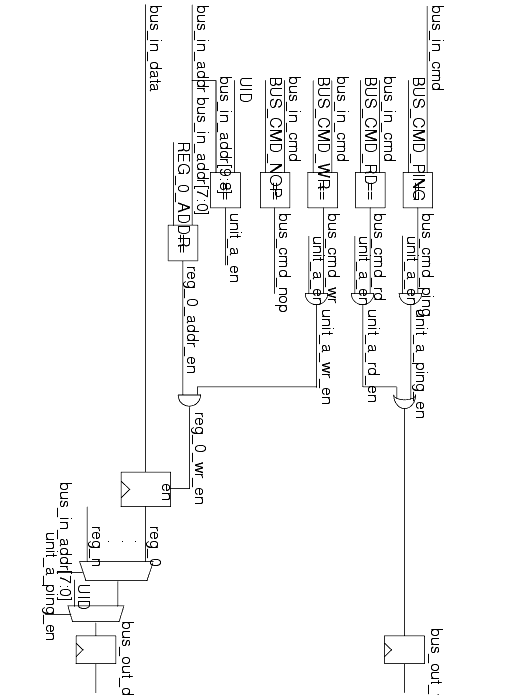 bus_in_cmd
bus_out_
BUS_CMD_PING
bus_cmd_ping
unit_a_en
unit_a_ping_en
bus_in_cmd
BUS_CMD_RD
==
bus_cmd_rd
unit_a_en
unit_a_rd_en
bus_in_cmd
BUS_CMD_WR
==
bus_cmd_wr
unit_a_en
unit_a_wr_en
bus_in_cmd
BUS_CMD_NOP
bus_cmd_nop
UID
bus_in_addr[9:8]
unit_a_en
bus_in_addr
bus_in_addr[7:0]
REG_0_ADDR
reg_0_addr_en
reg_0_wr_en
bus_in_data
en
reg_0
. . .
reg_n
bus_in_addr[7:0]
UID
unit_a_ping_en
bus_out_d